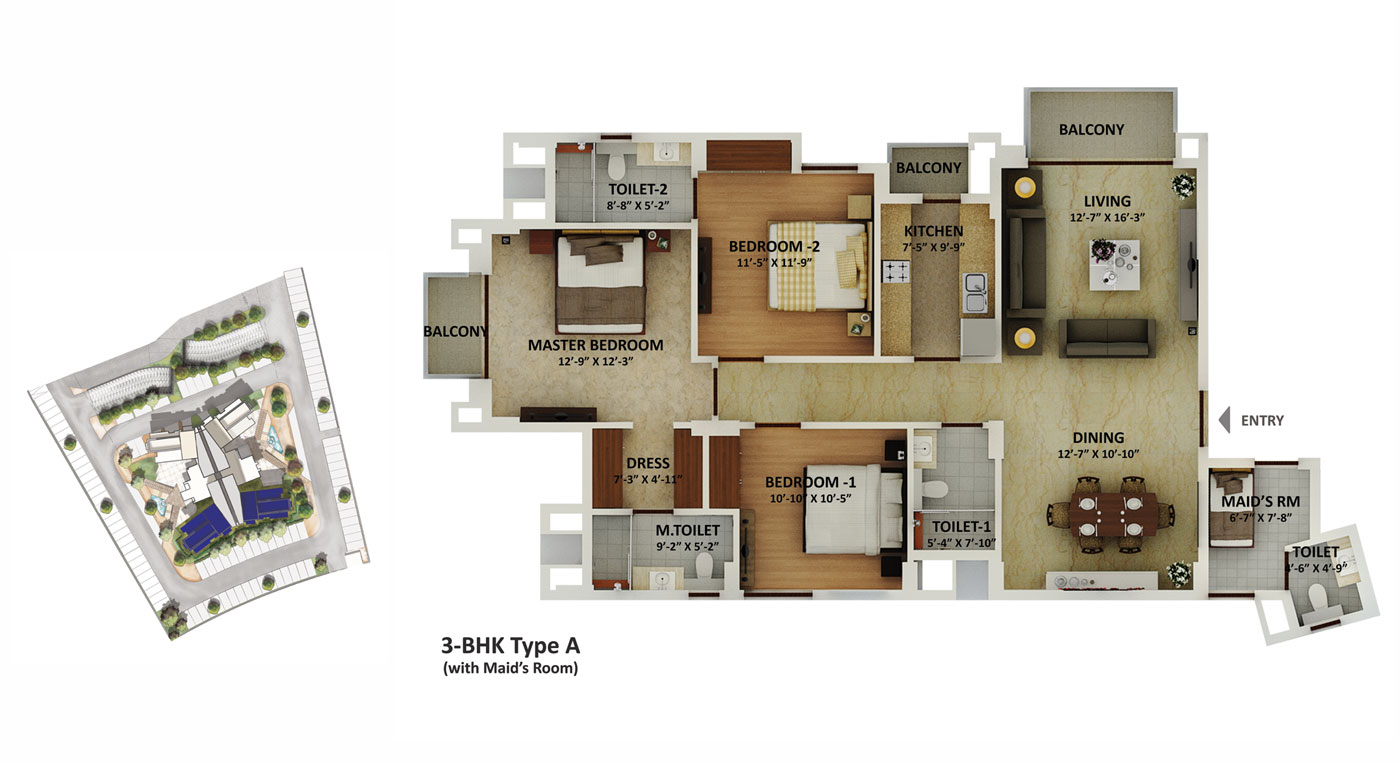 BALCONY
BALCONY
TOILET-2
8’-8” X 5’-2”
BEDROOM -2
11’-5” X 11’-9”
KITCHEN
7’-5” X 9’-9”
LIVING
12’-7” X 16’-3”
BALCONY
MASTER BEDROOM
12’-9” X 12’-3”
ENTRY
DINING
12’-7” X 10’-10”
DRESS
7’-3” X 4’-11”
BEDROOM -1
10’-10” X 10’-5”
MAID’S RM
6’-7” X 7’-8”
M.TOILET
9’-2” X 5’-2”
TOILET-1
5’-4” X 7’-10”
TOILET
X 4’-9”
3-BHK Type A
(with Maid’s Room)